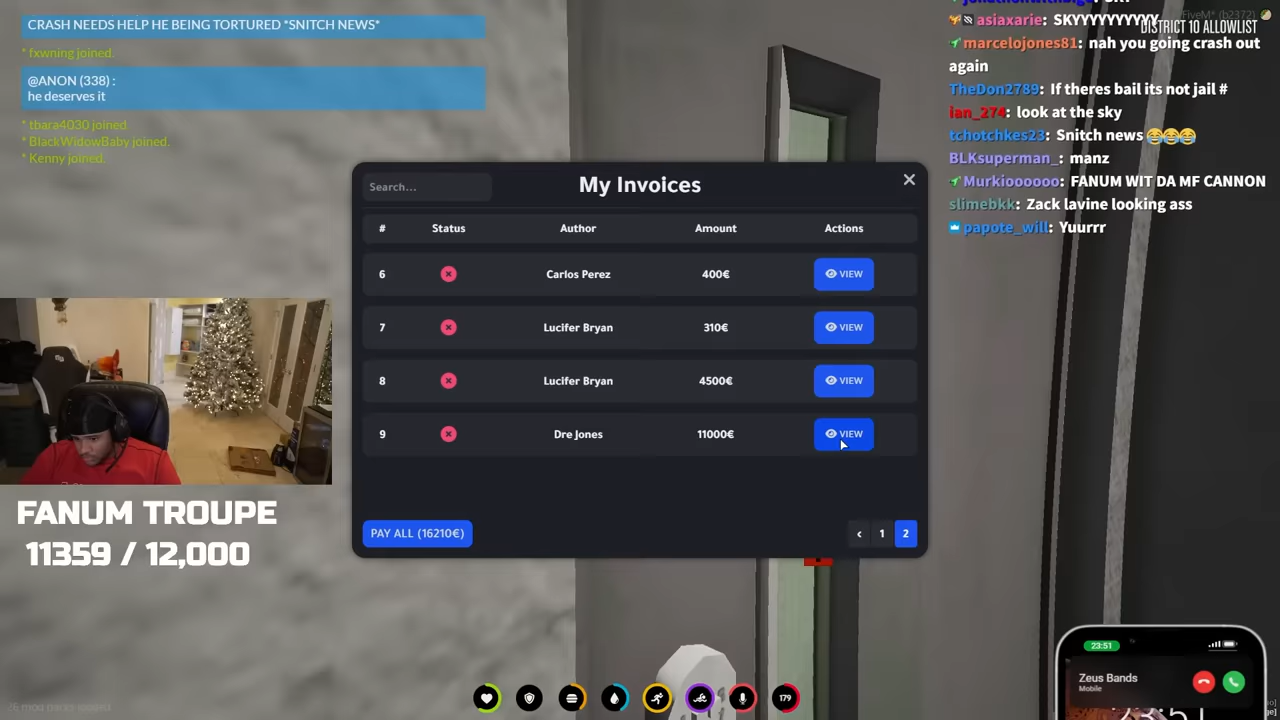 CRASH NEEDS HELP HE BEING TORTURED *SNITCH NEWS*
* fxwning joined.
@ANON (338) :
he deserves it
* tbara4030 joined.
* BlackWidowBaby joined.
* Kenny joined.
FiveM* (b2372)
DISTRICT 10 ALLOWLIST
asiaxarie: SKYYYYYYYYYY
marcelojones81: nah you going crash out
again
TheDon2789: If theres bail its not jail #
ian_274: look at the sky
tchotchkes23: Snitch news 😂😂😂
BLKsuperman_: manz
Murkioooooo: FANUM WIT DA MF CANNON
slimebkk: Zack lavine looking ass
papote_will: Yuurrr
Search...
My Invoices
# Status Author Amount Actions
6 Carlos Perez 400€ VIEW
7 Lucifer Bryan 310€ VIEW
8 Lucifer Bryan 4500€ VIEW
9 Dre Jones 11000€ VIEW
PAY ALL (16210€)
< 1 2
FANUM TROUPE
11359 / 12,000
179
23:51
Zeus Bands
Mobile
23:51